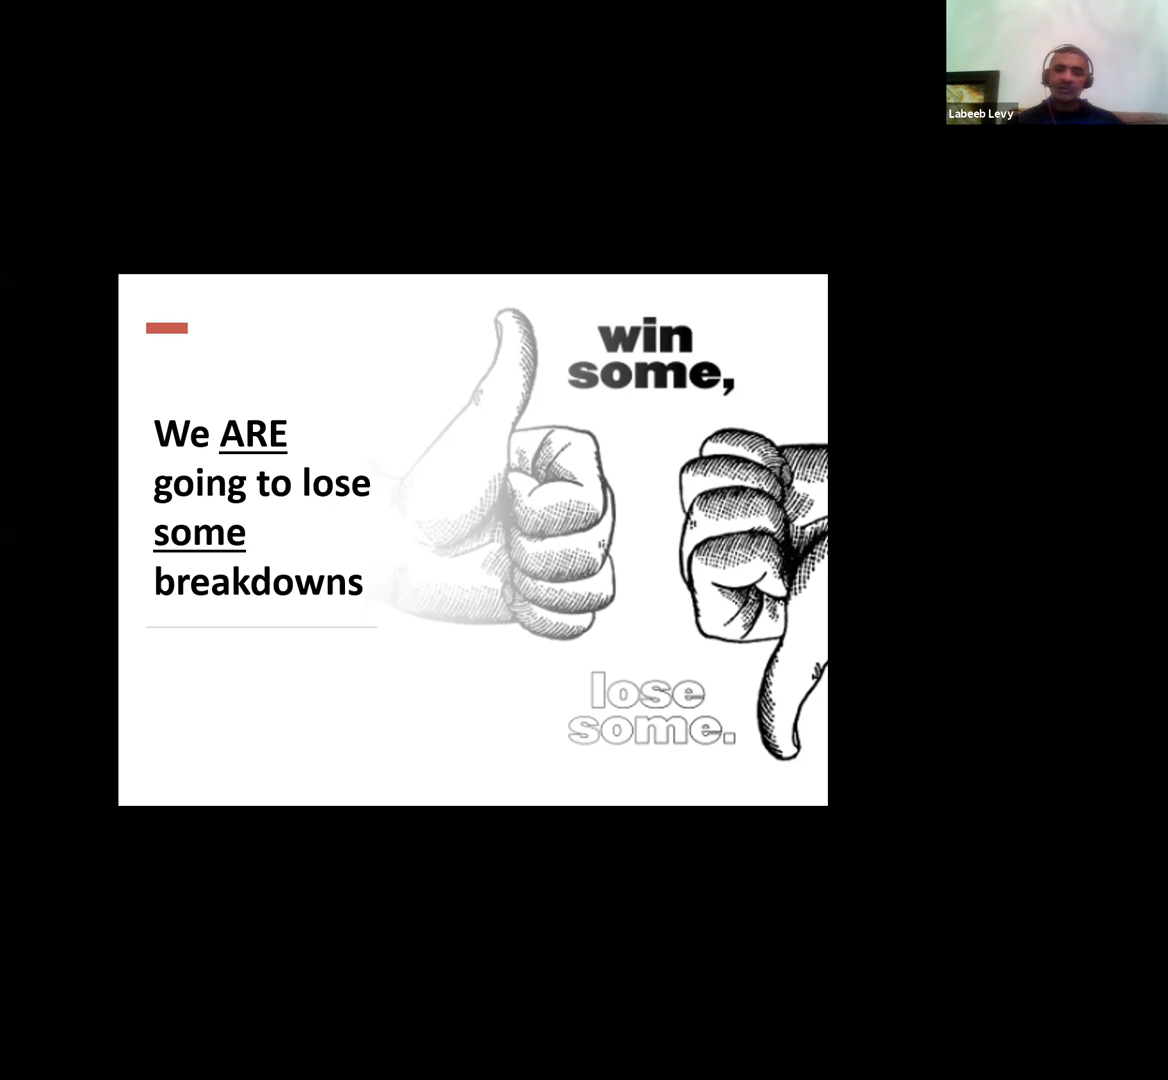 Labeeb Levy
win
some,
We ARE
going to lose
some
breakdowns
lose
some.